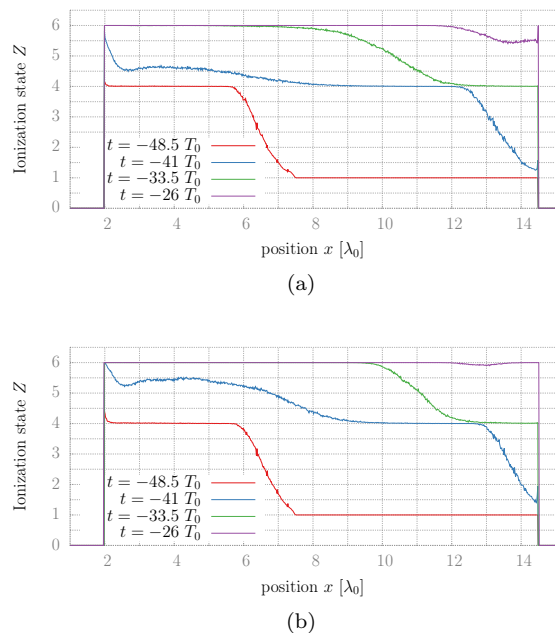 6
5
4
3
2
1
0
Ionization state Z
t = −48.5 T₀
t = −41 T₀
t = −33.5 T₀
t = −26 T₀
2 4 6 8 10 12 14
position x [λ₀]
(a)
6
5
4
3
2
1
0
Ionization state Z
t = −48.5 T₀
t = −41 T₀
t = −33.5 T₀
t = −26 T₀
2 4 6 8 10 12 14
position x [λ₀]
(b)